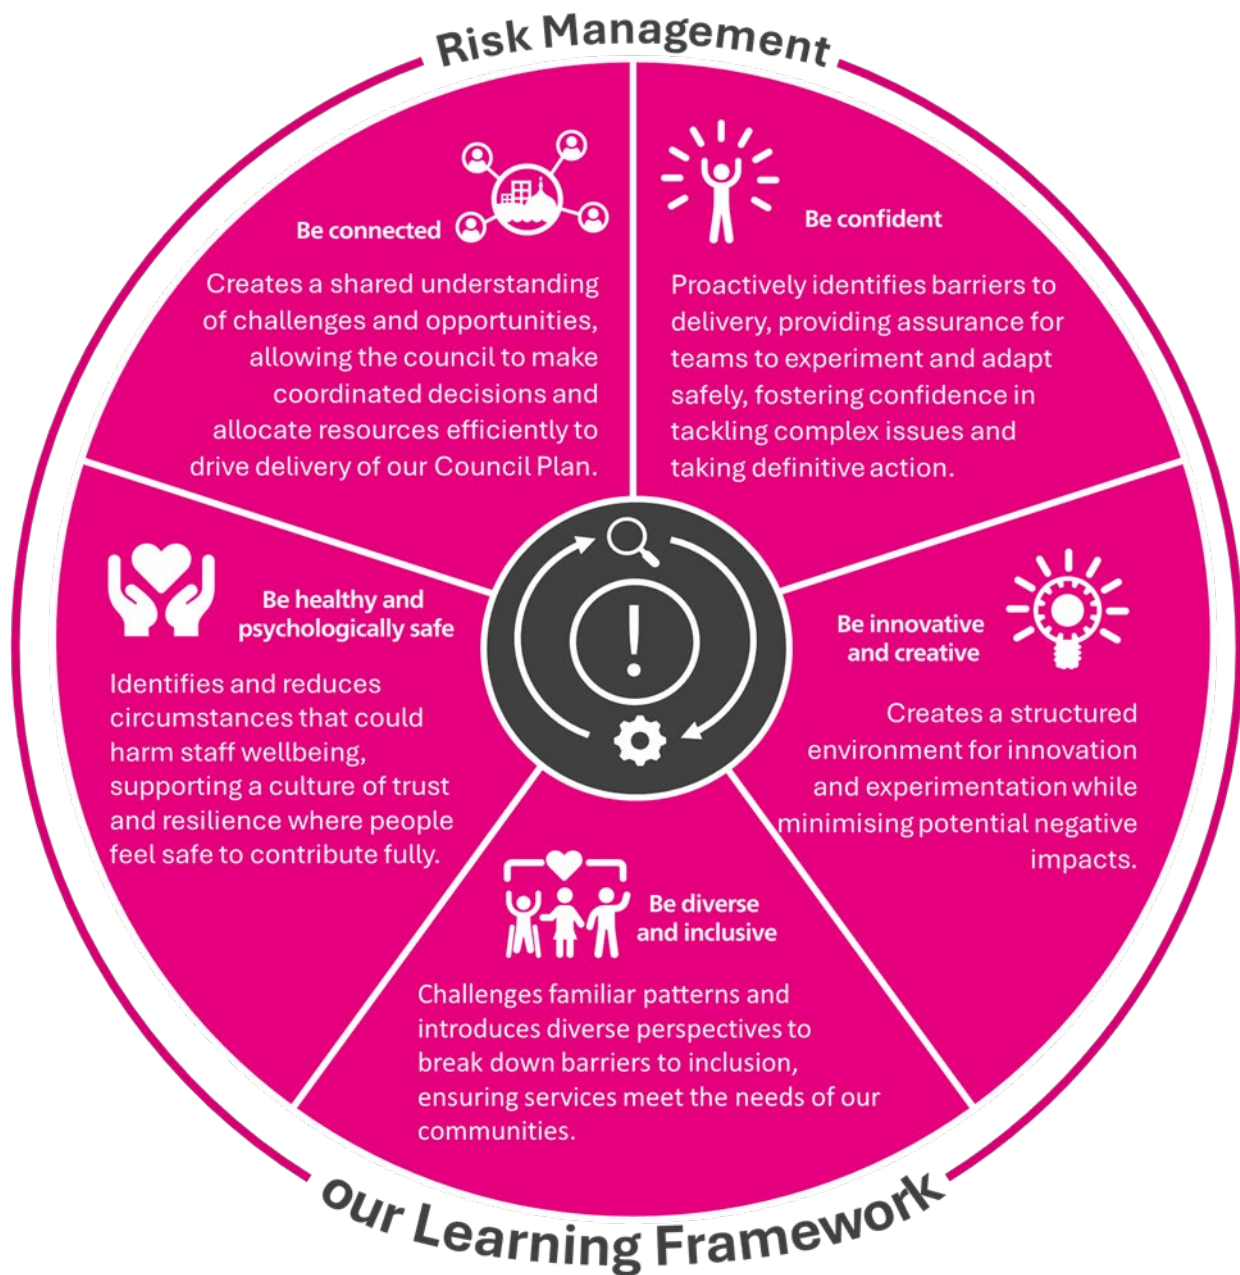 Risk Management
Be connected
Creates a shared understanding
of challenges and opportunities,
allowing the council to make
coordinated decisions and
allocate resources efficiently to
drive delivery of our Council Plan.
Be confident
Proactively identifies barriers to
delivery, providing assurance for
teams to experiment and adapt
safely, fostering confidence in
tackling complex issues and
taking definitive action.
Be healthy and
psychologically safe
Identifies and reduces
circumstances that could
harm staff wellbeing,
supporting a culture of trust
and resilience where people
feel safe to contribute fully.
!
Be innovative
and creative
Creates a structured
environment for innovation
and experimentation while
minimising potential negative
impacts.
Be diverse
and inclusive
Challenges familiar patterns and
introduces diverse perspectives to
break down barriers to inclusion,
ensuring services meet the needs of our
communities.
our Learning Framework